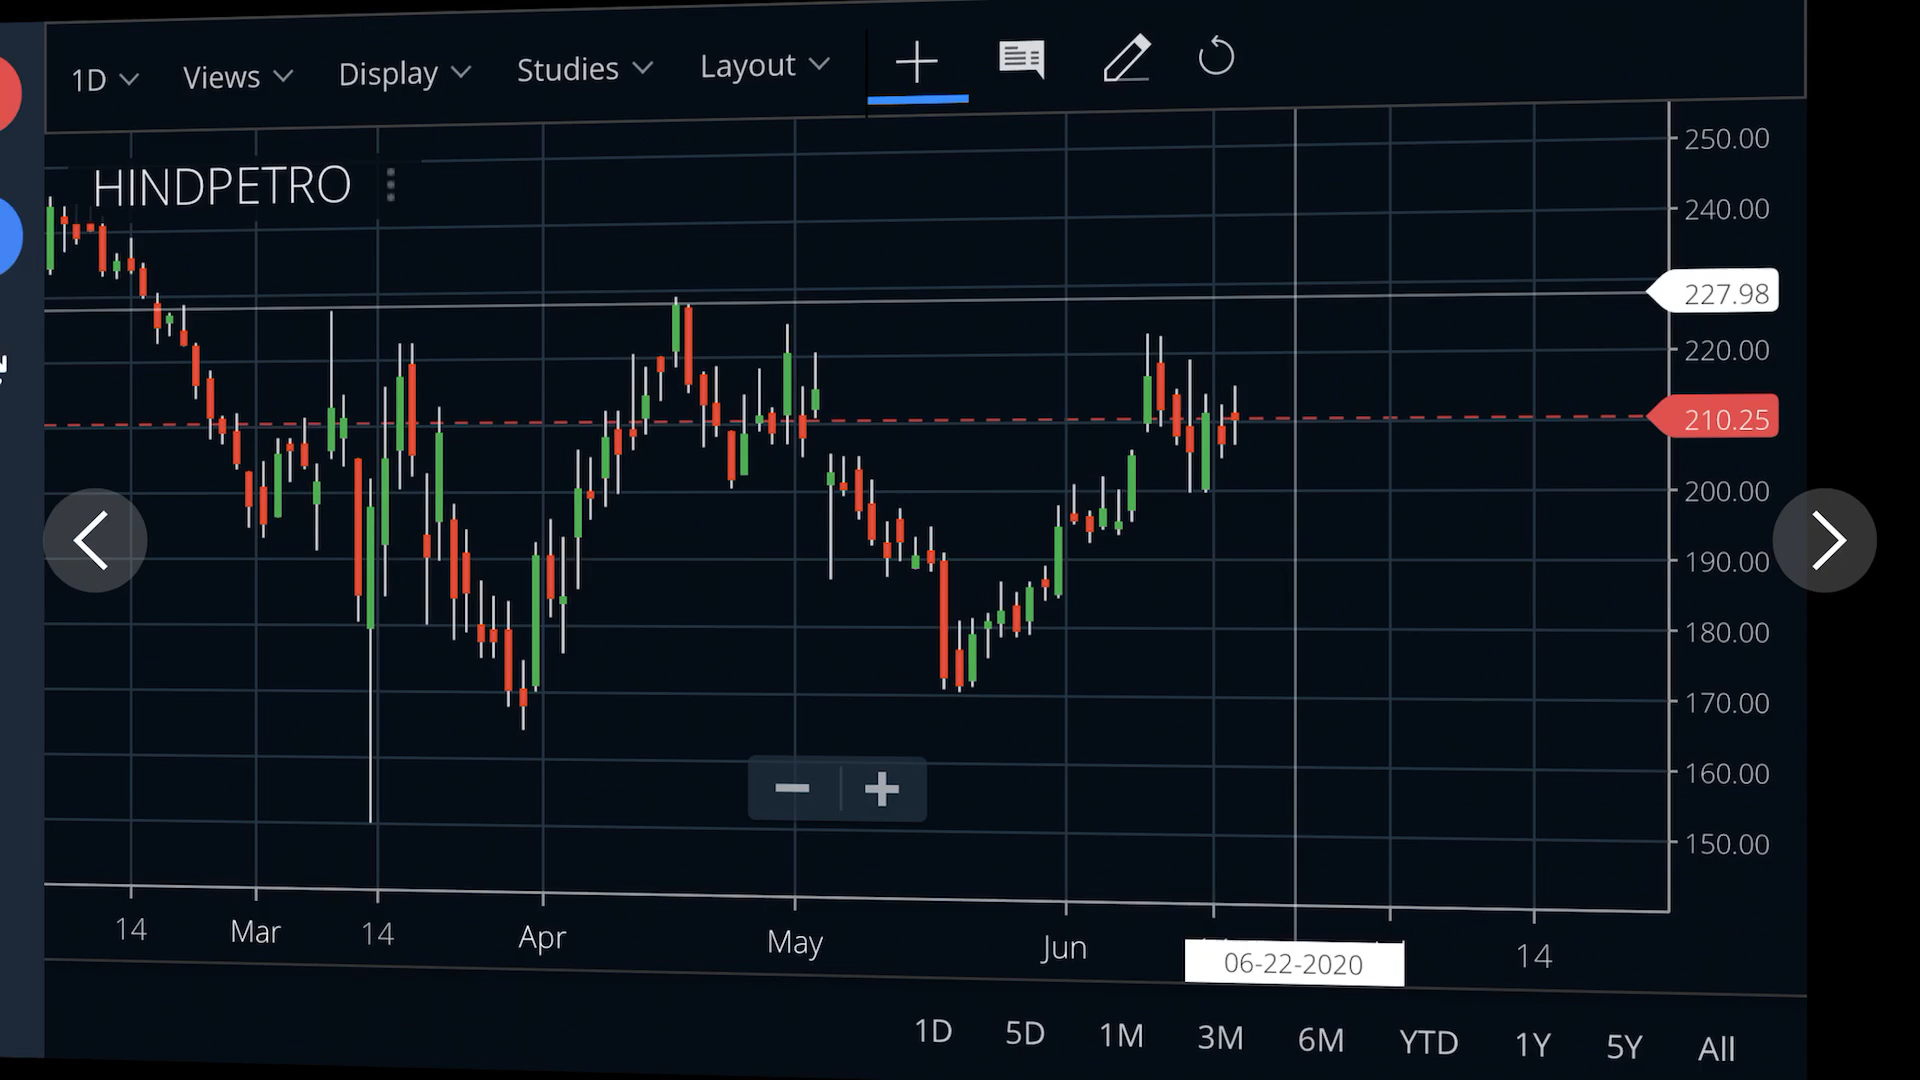 1D Views Display Studies Layout
HINDPETRO
250.00
240.00
227.98
220.00
210.25
200.00
190.00
180.00
170.00
160.00
150.00
14 Mar 14 Apr May Jun 06-22-2020 14
1D 5D 1M 3M 6M YTD 1Y 5Y All